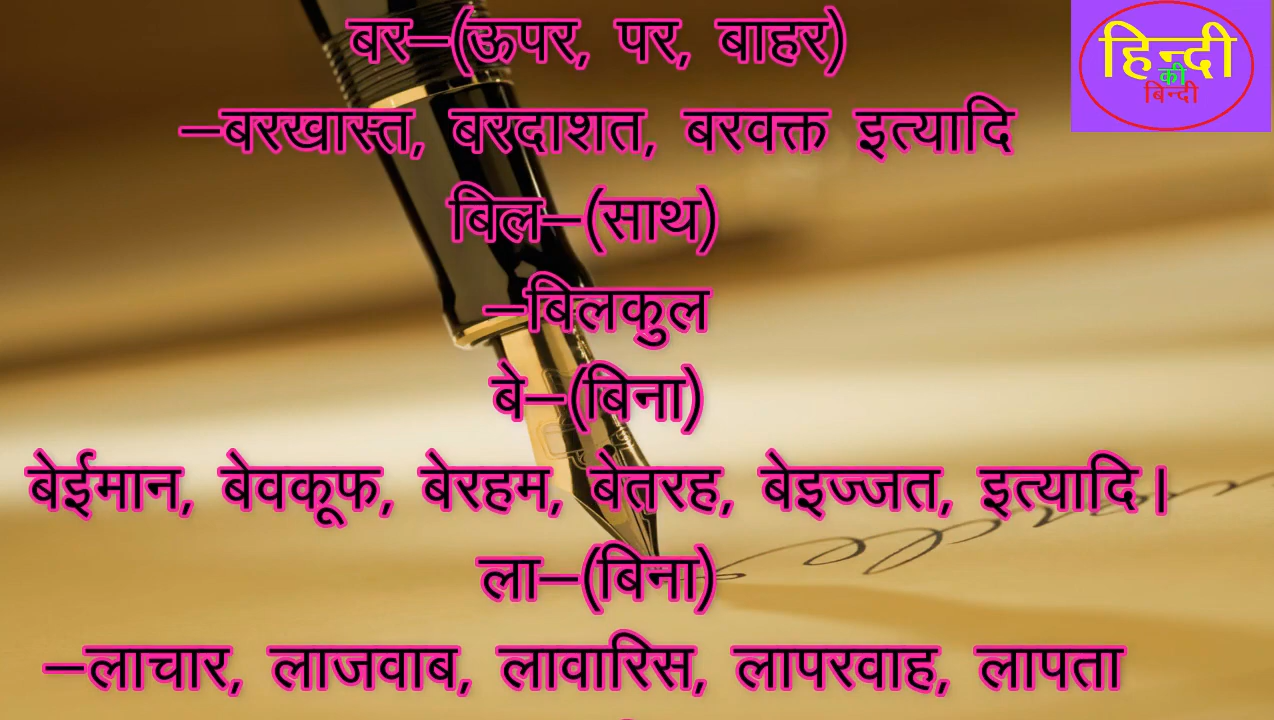 बर–(ऊपर, पर, बाहर)
–बरखास्त, बरदाशत, बरवक्त इत्यादि
बिल–(साथ)
–बिलकुल
बे–(बिना)
बेईमान, बेवकूफ, बेरहम, बेतरह, बेइज्जत, इत्यादि।
ला–(बिना)
–लाचार, लाजवाब, लावारिस, लापरवाह, लापता
हिन्दी
की
बिन्दी